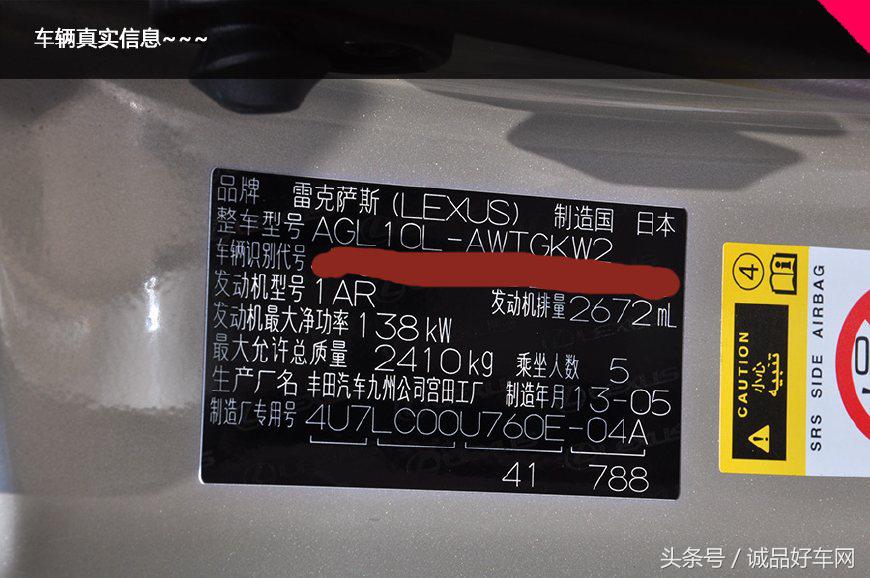 车辆真实信息~~~
品牌 雷克萨斯(LEXUS) 制造国 日本
整车型号 AGL10L-AWTGKW2
车辆识别代号
发动机型号 1AR 发动机排量 2672mL
发动机最大净功率 138kW
最大允许总质量 2410kg 乘坐人数 5
生产厂名 丰田汽车九州公司宫田工厂 制造年月 13-05
制造厂专用号 4U7LC00U760E-04A
41 788
4
CAUTION
小心
تنبيه
SRS SIDE AIRBAG
头条号 / 诚品好车网